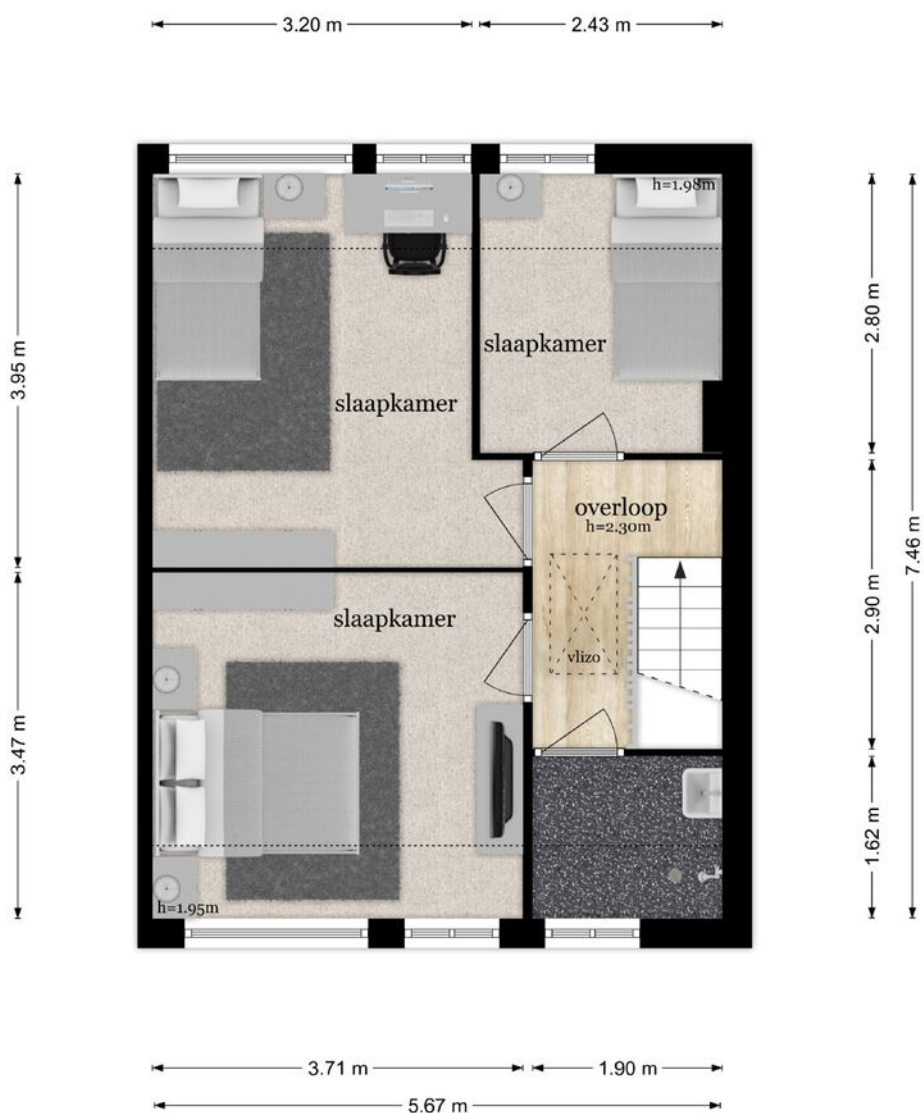 3.20 m
2.43 m
h=1.98m
3.95 m
2.80 m
slaapkamer
slaapkamer
7.46 m
overloop
h=2.30m
slaapkamer
2.90 m
vlizo
3.47 m
1.62 m
h=1.95m
3.71 m
1.90 m
5.67 m